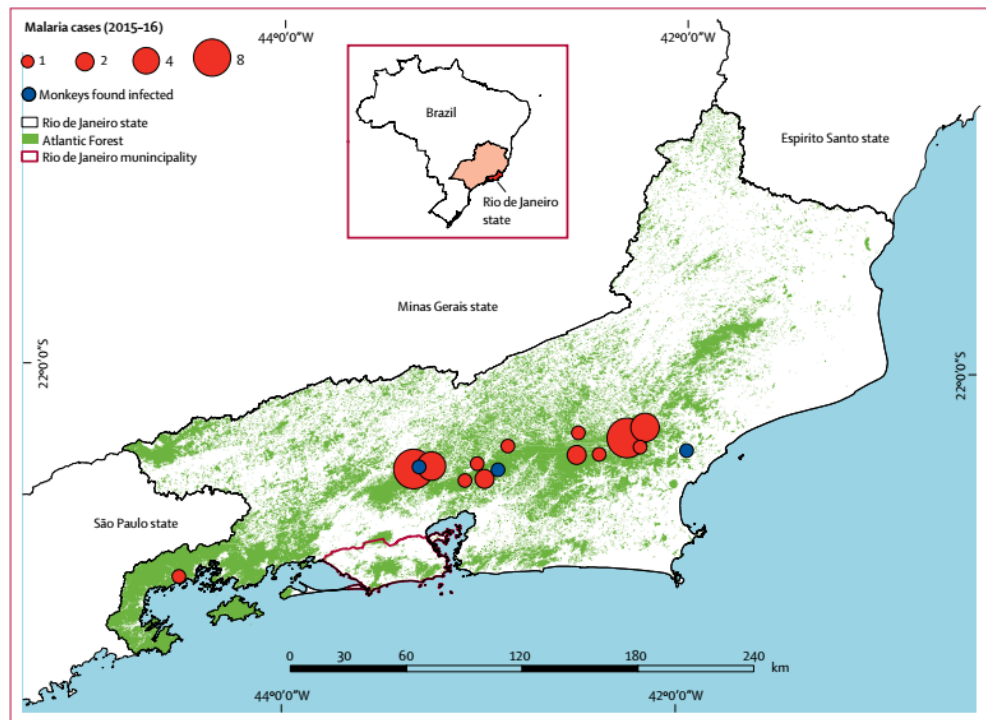 Malaria cases (2015–16)
1 2 4 8
Monkeys found infected
Rio de Janeiro state
Atlantic Forest
Rio de Janeiro munincipality
44º0´0˝W
42º0´0˝W
Brazil
Rio de Janeiro
state
Espirito Santo state
Minas Gerais state
22º0´0˝S
22º0´0˝S
São Paulo state
0 30 60 120 180 240
km
44º0´0˝W
42º0´0˝W